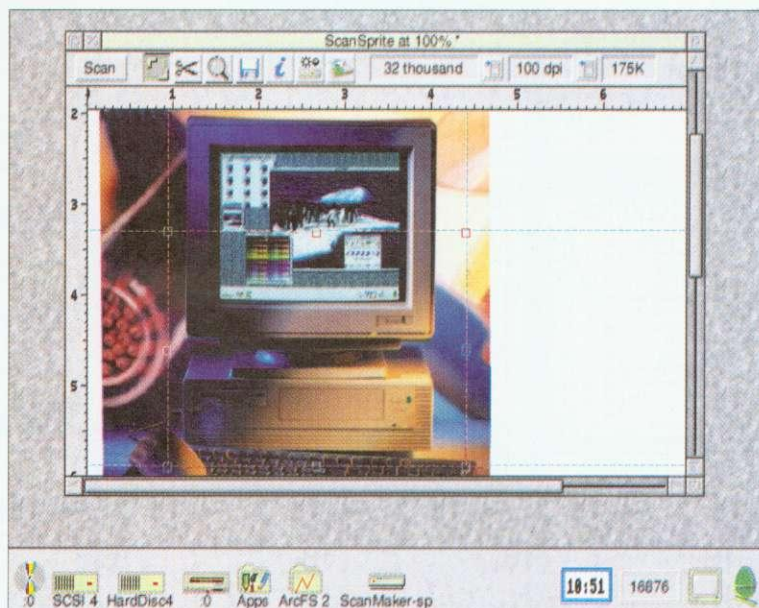 ScanSprite at 100% *
Scan 32 thousand 100 dpi 175K
1 2 3 4 5 6
2
3
4
5
:0 SCSI 4 HardDisc4 :0 Apps ArcFS 2 ScanMaker-sp 10:51 16876